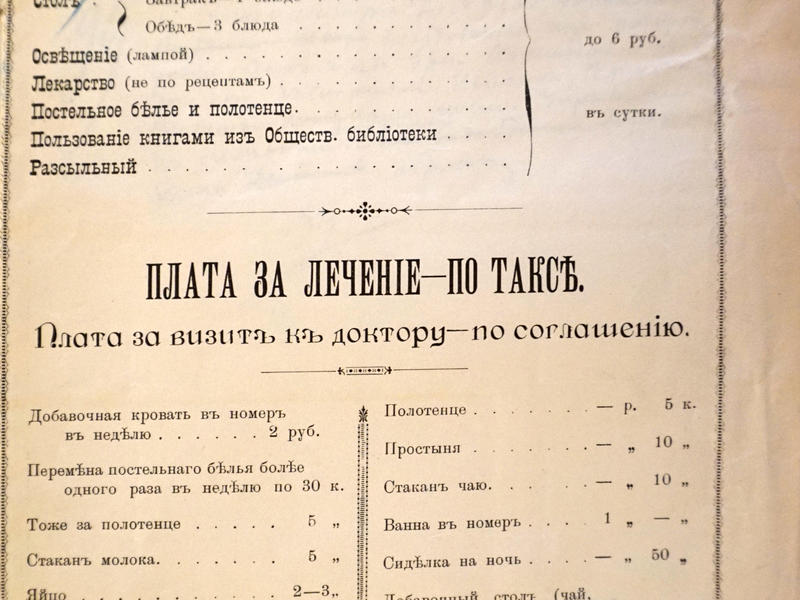 Столъ
Обѣдъ—3 блюда
до 6 руб.
Освѣщеніе (лампой)
Лекарство (не по рецептамъ)
Постельное бѣлье и полотенце.
въ сутки.
Пользованіе книгами изъ Обществ. библіотеки
Разсыльный
ПЛАТА ЗА ЛЕЧЕНІЕ—ПО ТАКСѢ.
Плата за визитъ къ доктору—по соглашенію.
Добавочная кровать въ номеръ
въ недѣлю . . . . . . 2 руб.
Перемѣна постельнаго бѣлья болѣе
одного раза въ недѣлю по 30 к.
Тоже за полотенце . . . . . 5 „
Стаканъ молока. . . . . . . 5 „
Яйцо . . . . . . . . . . 2—3„
Полотенце . . . . . . . — р. 5 к.
Простыня . . . . . . . — „ 10 „
Стаканъ чаю. . . . . . — „ 10 „
Ванна въ номеръ . . . . 1 „ — „
Сидѣлка на ночь . . . . — „ 50 „
Добавочный столъ (чай,